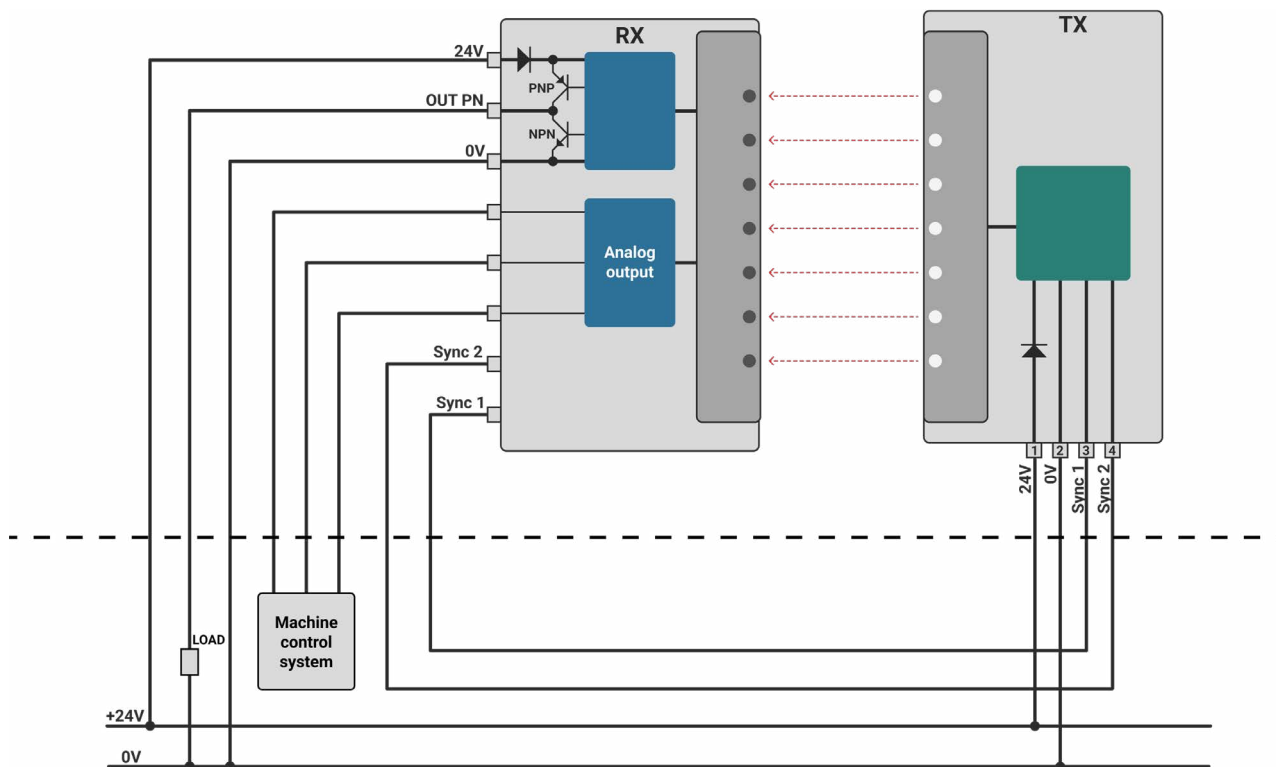 RX
TX
24V
PNP
OUT PN
NPN
0V
Analog
output
Sync 2
Sync 1
1
2
3
4
24V
0V
Sync 1
Sync 2
Machine
control
system
LOAD
+24V
0V